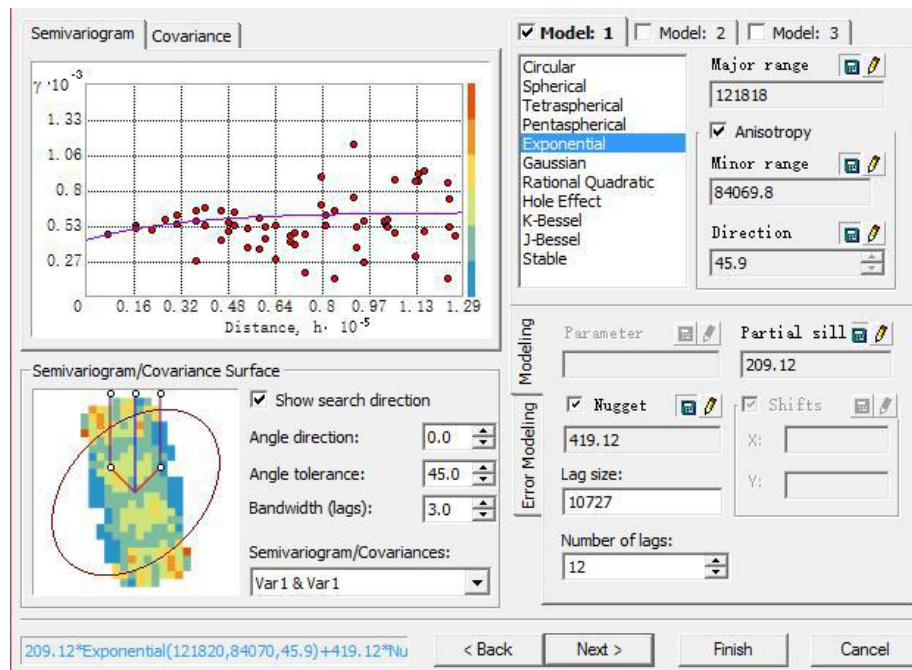 Semivariogram Covariance
γ·10⁻³
1. 33
1. 06
0. 8
0. 53
0. 27
0 0. 16 0. 32 0. 48 0. 64 0. 8 0. 97 1. 13 1. 29
Distance, h· 10⁻⁵
Semivariogram/Covariance Surface
Show search direction
Angle direction: 0.0
Angle tolerance: 45.0
Bandwidth (lags): 3.0
Semivariogram/Covariances:
Var1 & Var1
Model: 1 Model: 2 Model: 3
Circular
Spherical
Tetraspherical
Pentaspherical
Exponential
Gaussian
Rational Quadratic
Hole Effect
K-Bessel
J-Bessel
Stable
Major range
121818
Anisotropy
Minor range
84069.8
Direction
45.9
Modeling
Error Modeling
Parameter
Partial sill
209.12
Nugget
419.12
Shifts
X:
Y:
Lag size:
10727
Number of lags:
12
209.12*Exponential(121820,84070,45.9)+419.12*Nu
< Back Next > Finish Cancel